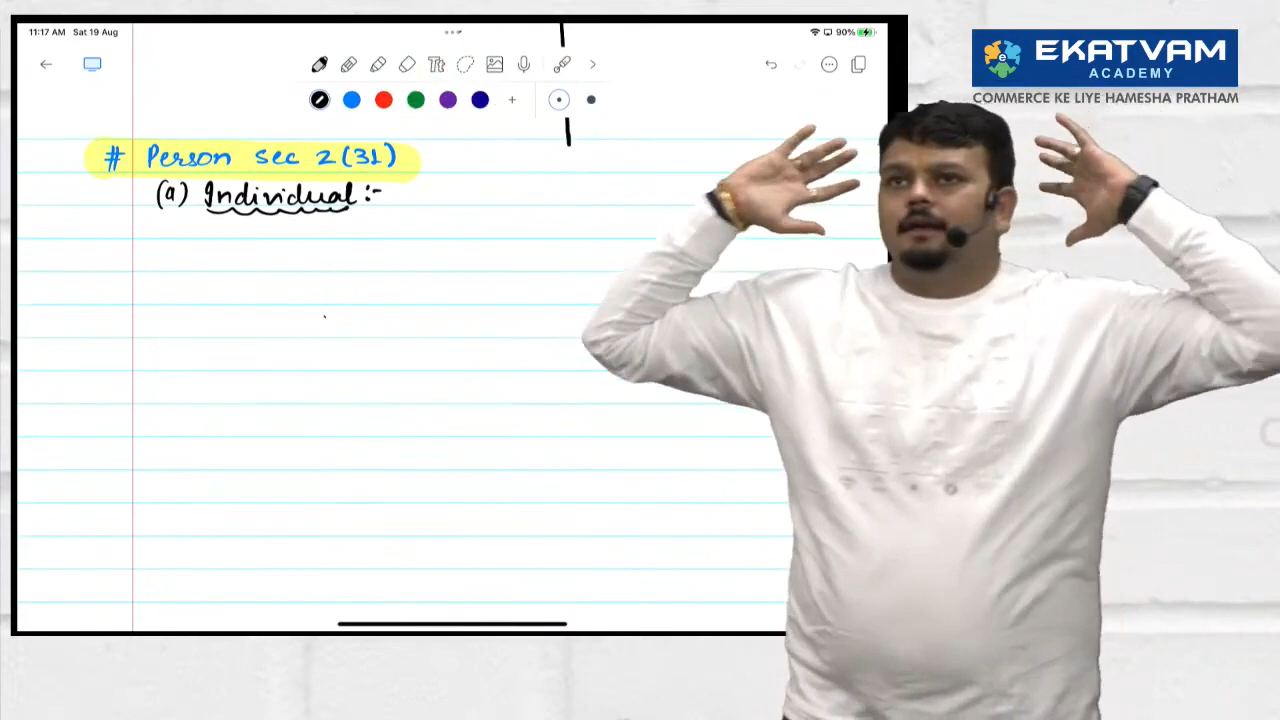 11:17 AM Sat 19 Aug
90%
Tt
# Person sec 2(31)
(a) Individual :-
e
EKATVAM
ACADEMY
COMMERCE KE LIYE HAMESHA PRATHAM